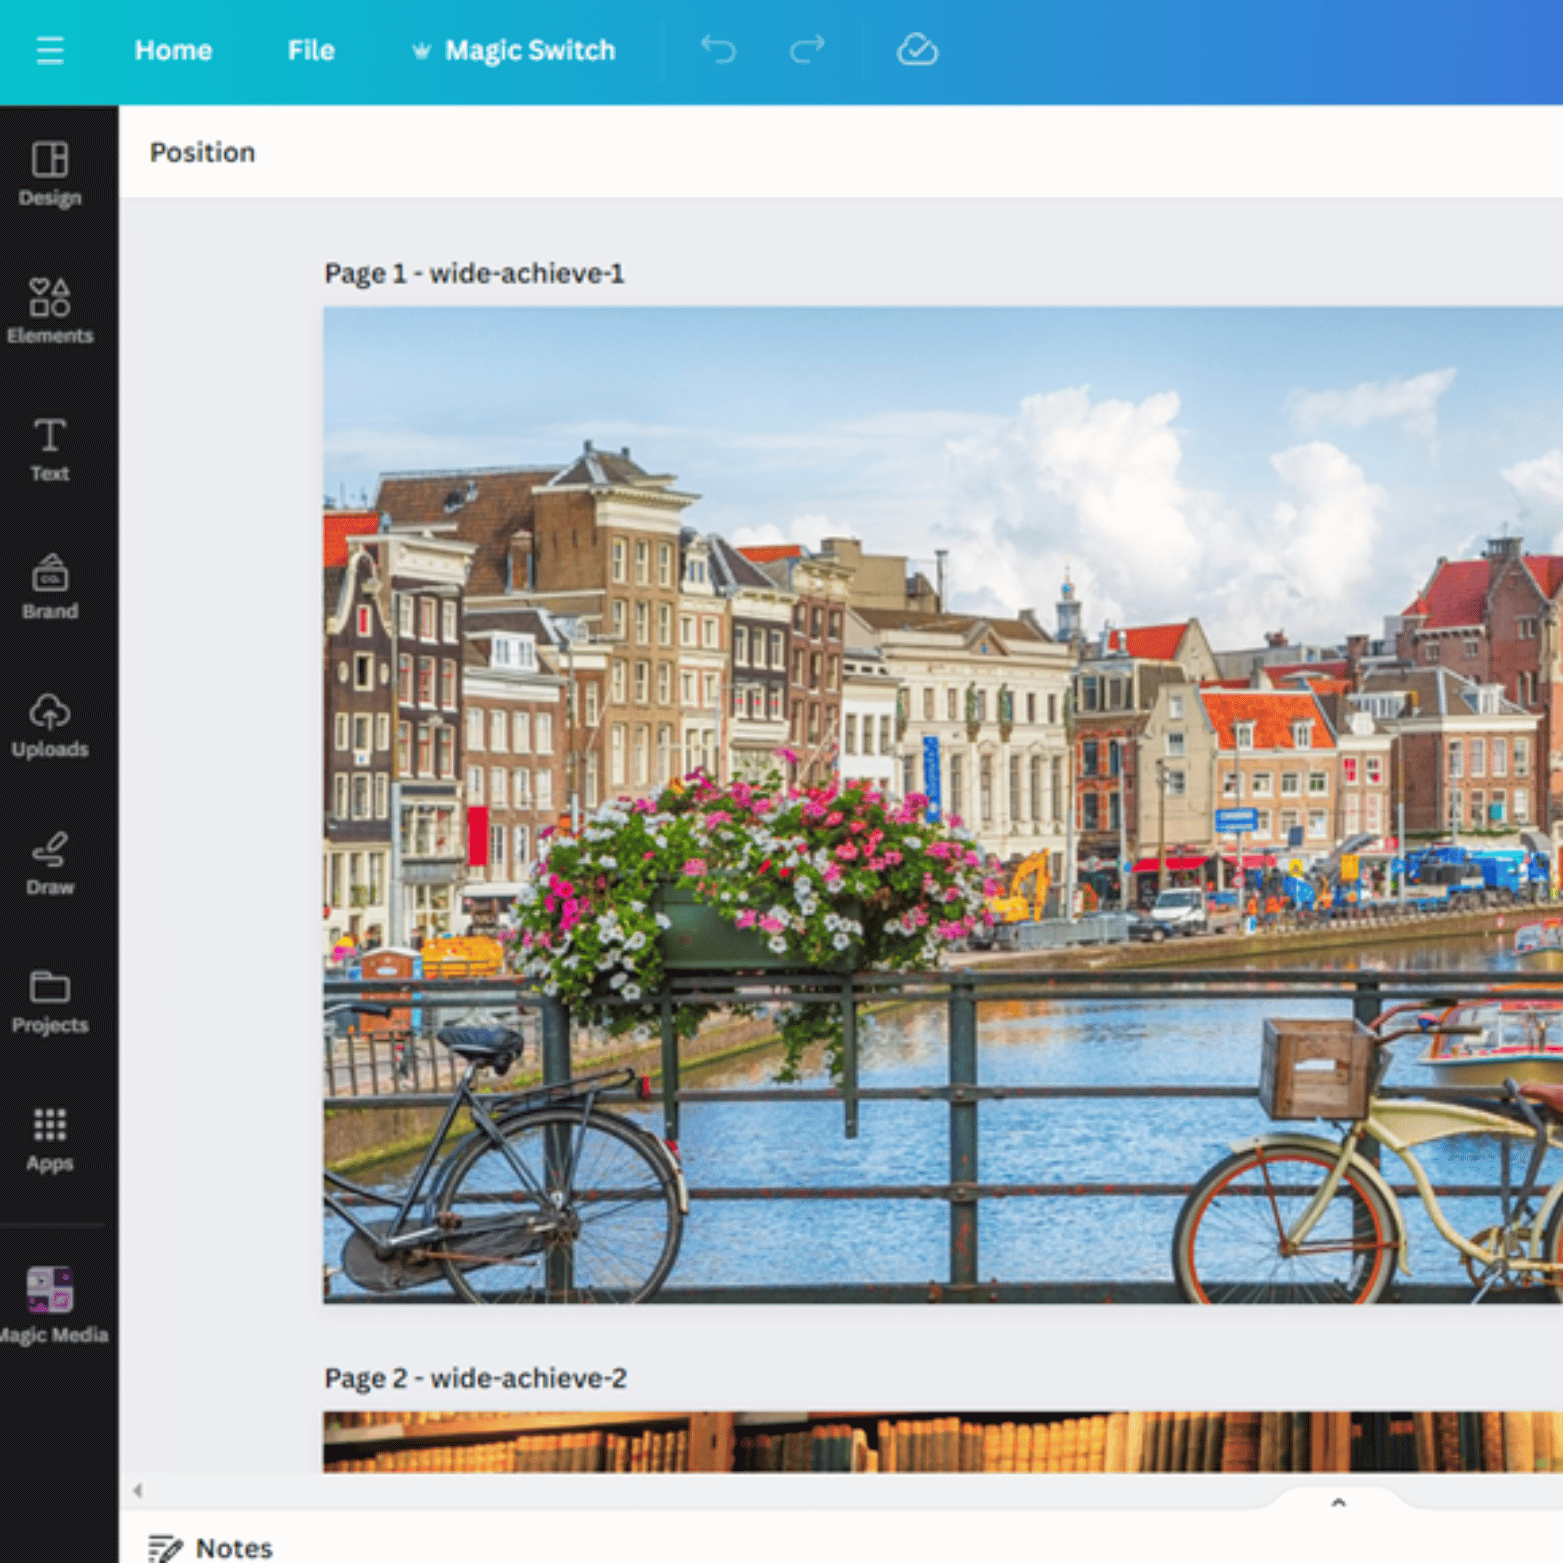 Home
File
Magic Switch
Position
Design
Elements
Text
CO.
Brand
Uploads
Draw
Projects
Apps
Magic Media
Page 1 - wide-achieve-1
Page 2 - wide-achieve-2
Notes